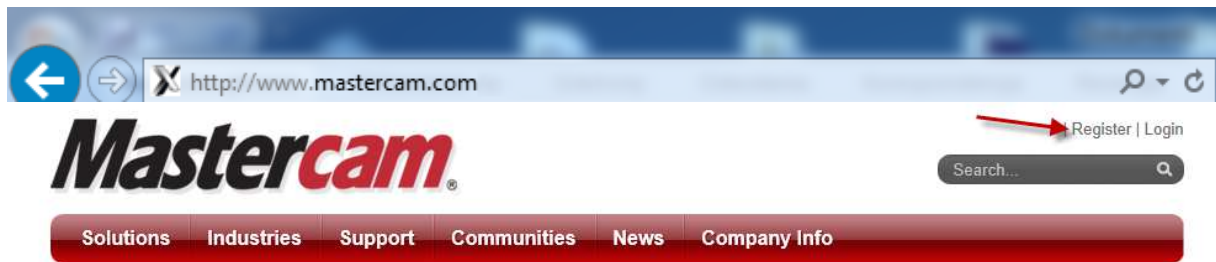 http://www.mastercam.com
Mastercam®
| Register | Login
Search...
Solutions Industries Support Communities News Company Info